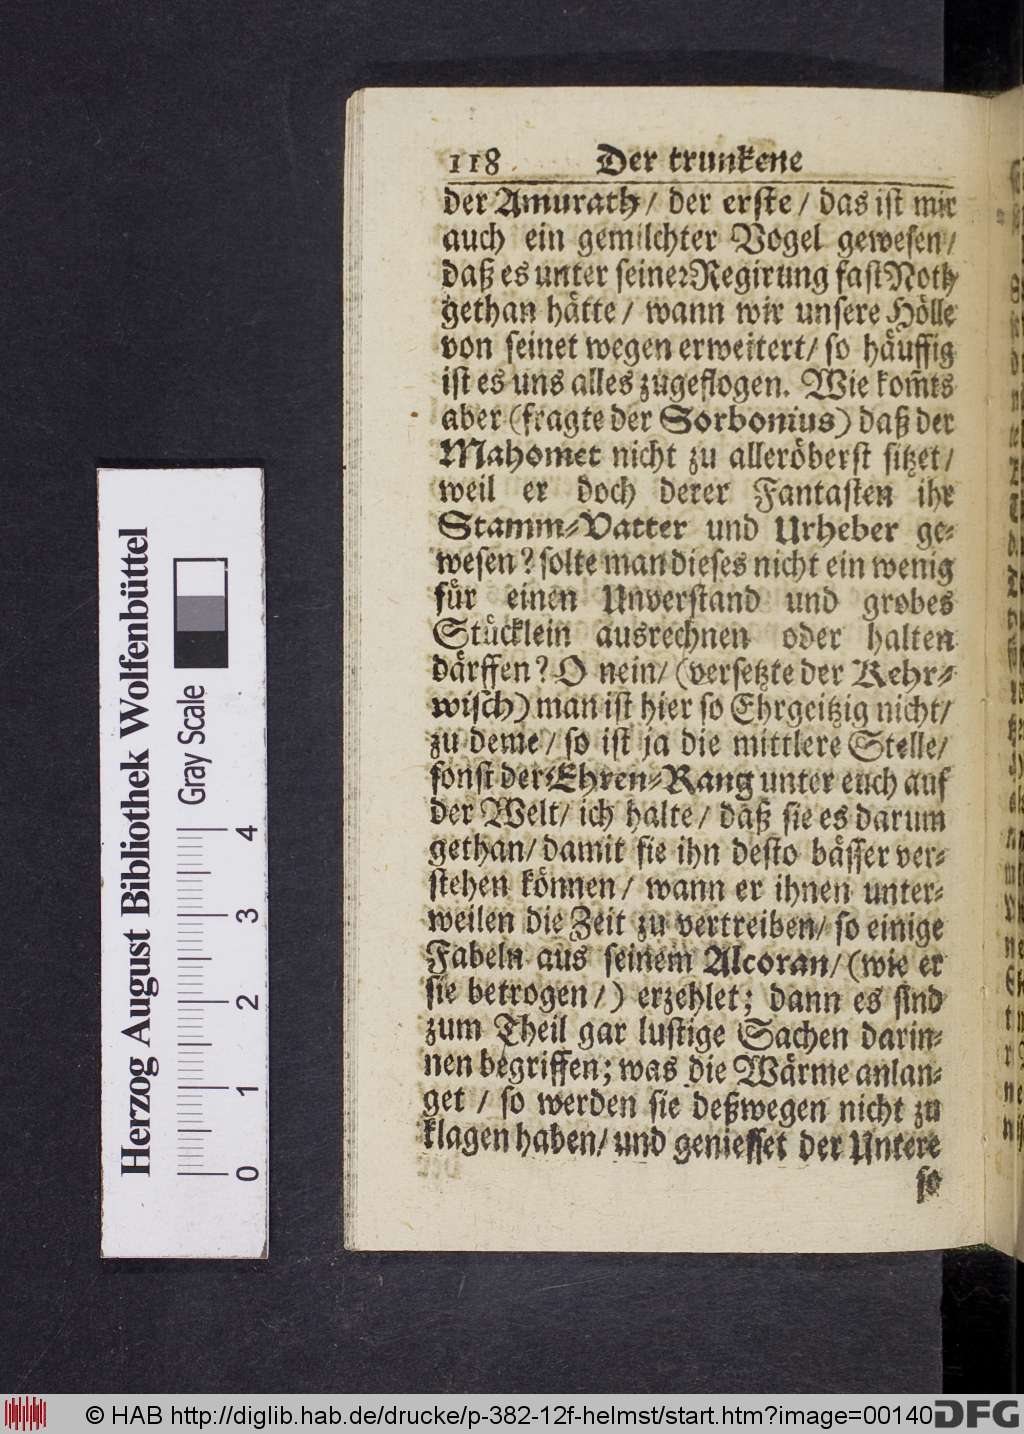 118 Der trunkene
der Amurath/ der erste/ das ist mir
auch ein gemilchter Vogel gewesen/
daß es unter seiner Regirung fast Noth
gethan hätte/ wann wir unsere Hölle
von seinet wegen erweitert/ so häuffig
ist es uns alles zugeflogen. Wie kom̃ts
aber (fragte der Sorbonius) daß der
Mahomet nicht zu alleröberst sitzet/
weil er doch derer Fantasten ihr
Stamm-Vatter und Urheber ge-
wesen? solte man dieses nicht ein wenig
für einen Unverstand und grobes
Stücklein ausrechnen oder halten
därffen? O nein/ (versetzte der Kehr-
wisch) man ist hier so Ehrgeitzig nicht/
zu deme/ so ist ja die mittlere Stelle/
sonst der Ehren-Rang unter euch auf
der Welt/ ich halte/ daß sie es darum
gethan/ damit sie ihn desto bässer ver-
stehen können/ wann er ihnen unter-
weilen die Zeit zu vertreiben/ so einige
Fabeln aus seinem Alcoran/ (wie er
sie betrogen/) erzehlet; dann es sind
zum Theil gar lustige Sachen darin-
nen begriffen; was die Wärme anlan-
get / so werden sie deßwegen nicht zu
klagen haben/ und geniesset der Untere
so
Herzog August Bibliothek Wolfenbüttel
Gray Scale
0 1 2 3 4
© HAB http://diglib.hab.de/drucke/p-382-12f-helmst/start.htm?image=00140
DFG